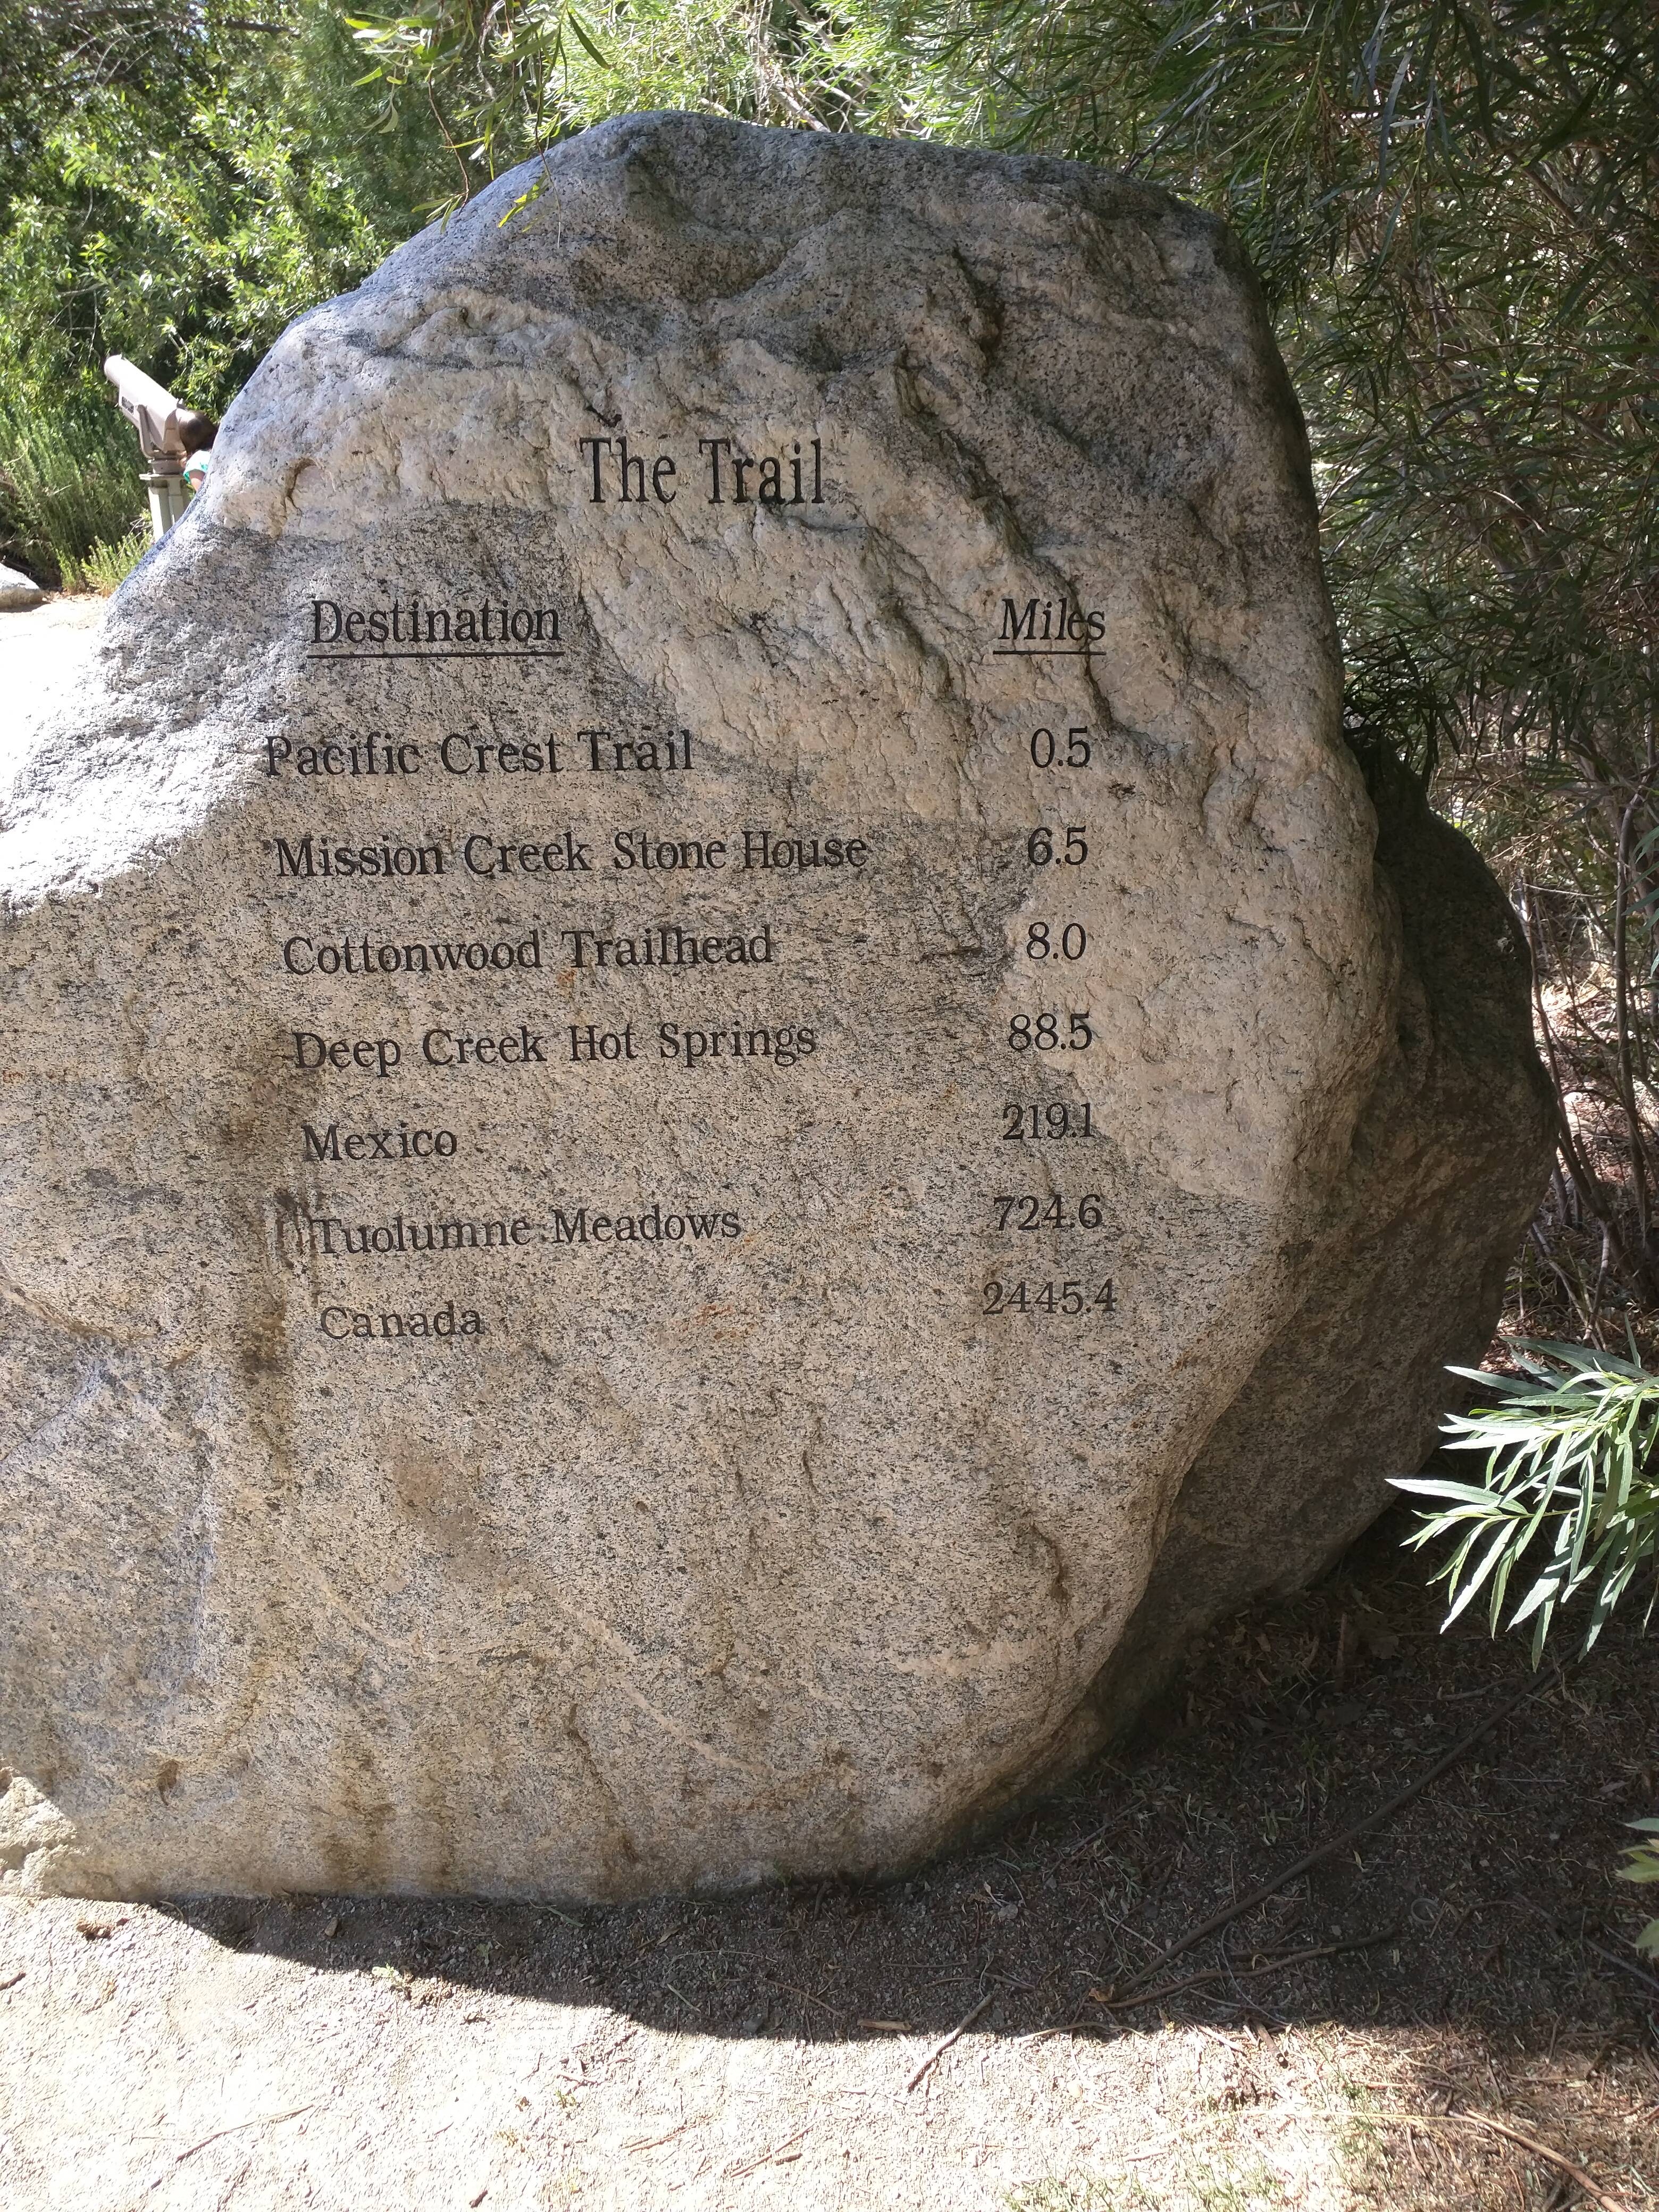 The Trail
Destination Miles
Pacific Crest Trail 0.5
Mission Creek Stone House 6.5
Cottonwood Trailhead 8.0
Deep Creek Hot Springs 88.5
Mexico 219.1
Tuolumne Meadows 724.6
Canada 2445.4